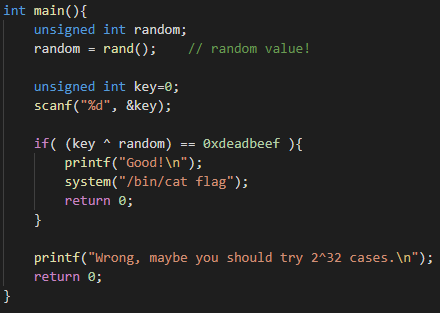 int main(){
    unsigned int random;
    random = rand();    // random value!

    unsigned int key=0;
    scanf("%d", &key);

    if( (key ^ random) == 0xdeadbeef ){
        printf("Good!\n");
        system("/bin/cat flag");
        return 0;
    }

    printf("Wrong, maybe you should try 2^32 cases.\n");
    return 0;
}